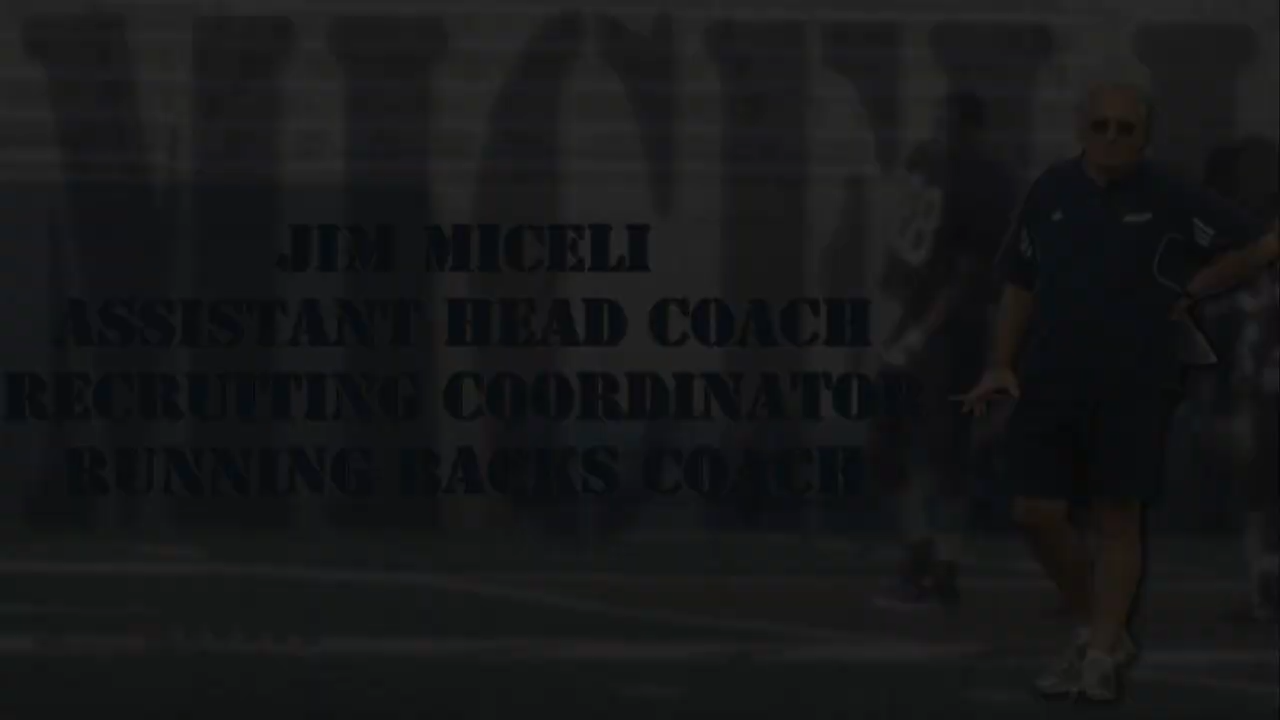 JIM MICELI
ASSISTANT HEAD COACH
RECRUITING COORDINATOR
RUNNING BACKS COACH